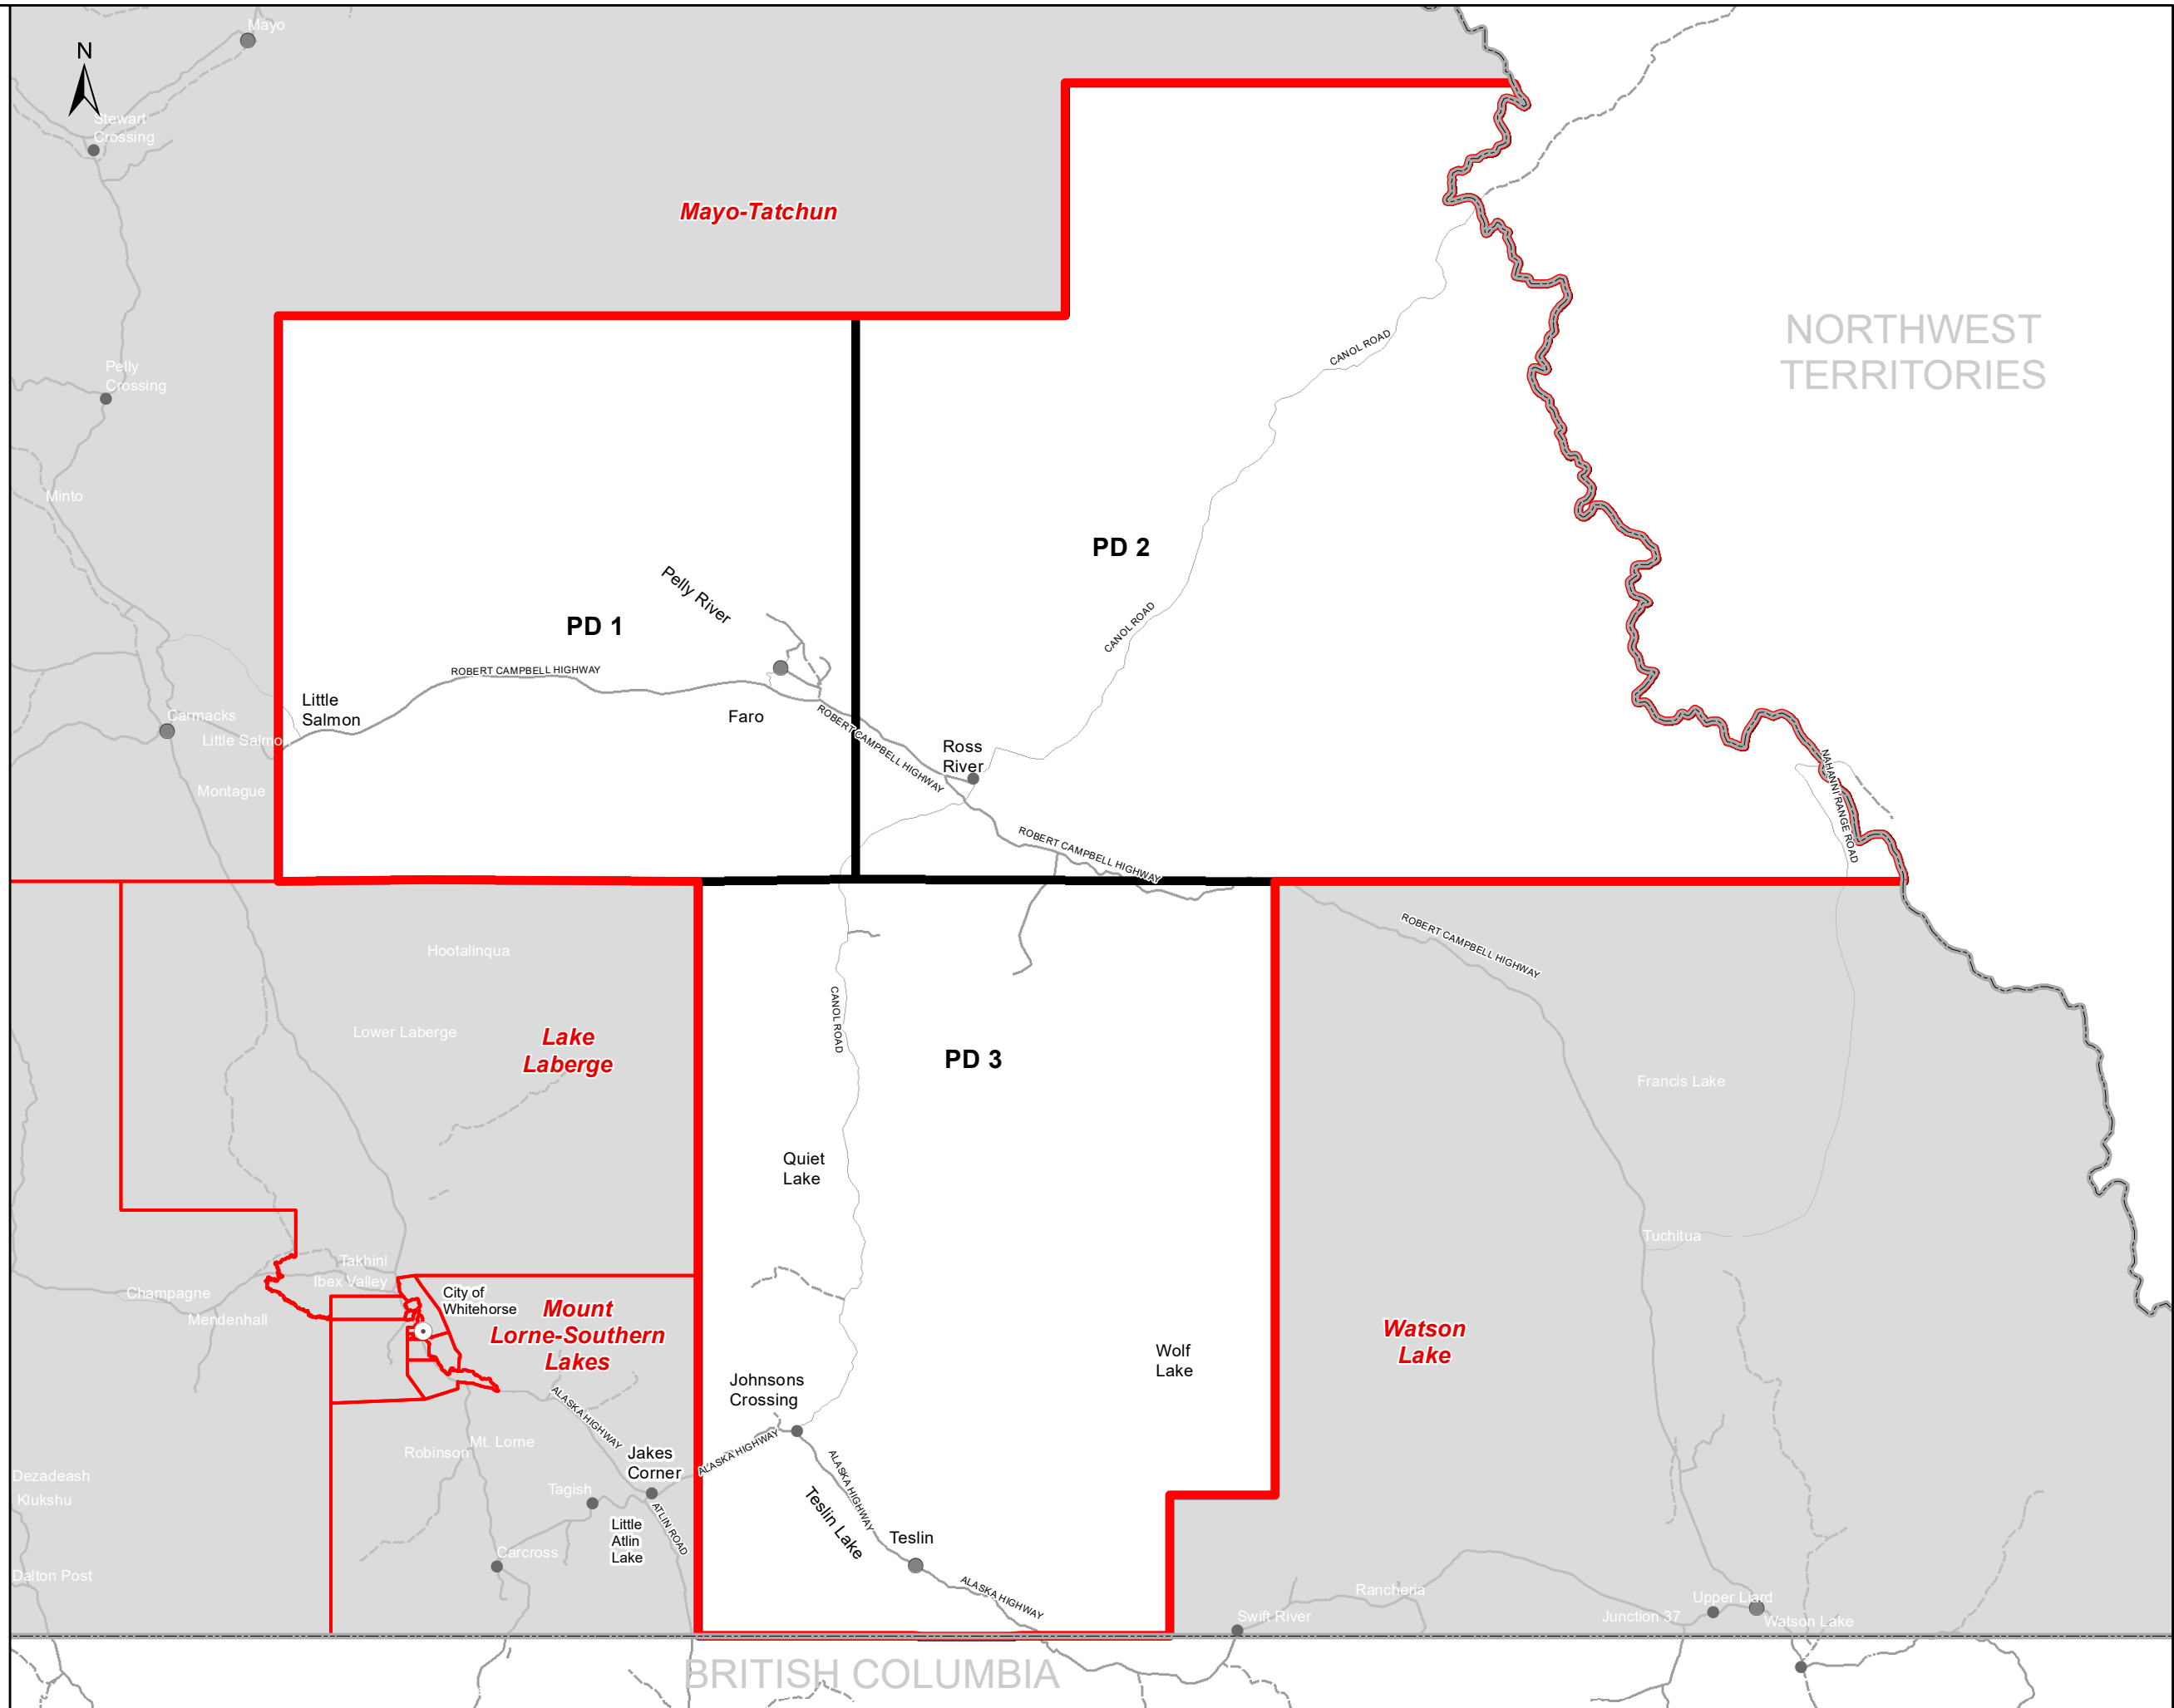 Mayo
N
Stewart
Crossing
Mayo-Tatchun
NORTHWEST
TERRITORIES
CANOL ROAD
Pelly
Crossing
Minto
PD 2
Pelly River
PD 1
CANOL ROAD
ROBERT CAMPBELL HIGHWAY
Little
Salmon
Carmacks
Faro
ROBERT CAMPBELL HIGHWAY
Little Salmon
Ross
River
NAHANNI RANGE ROAD
Montague
ROBERT CAMPBELL HIGHWAY
ROBERT CAMPBELL HIGHWAY
Hootalinqua
CANOL ROAD
Lower Laberge
Lake
Laberge
PD 3
Francis Lake
Quiet
Lake
Tuchitua
Takhini
Ibex Valley
Champagne
Mendenhall
City of
Whitehorse
Mount
Lorne-Southern
Lakes
Watson
Lake
Wolf
Lake
Johnsons
Crossing
ALASKA HIGHWAY
Mt. Lorne
Robinson
Jakes
Corner
ALASKA HIGHWAY
ALASKA HIGHWAY
Dezadeash
Klukshu
Tagish
ATLIN ROAD
Little
Atlin
Lake
Teslin Lake
Teslin
Carcross
Dalton Post
ALASKA HIGHWAY
Swift River
Rancheria
Junction 37
Upper Liard
Watson Lake
BRITISH COLUMBIA